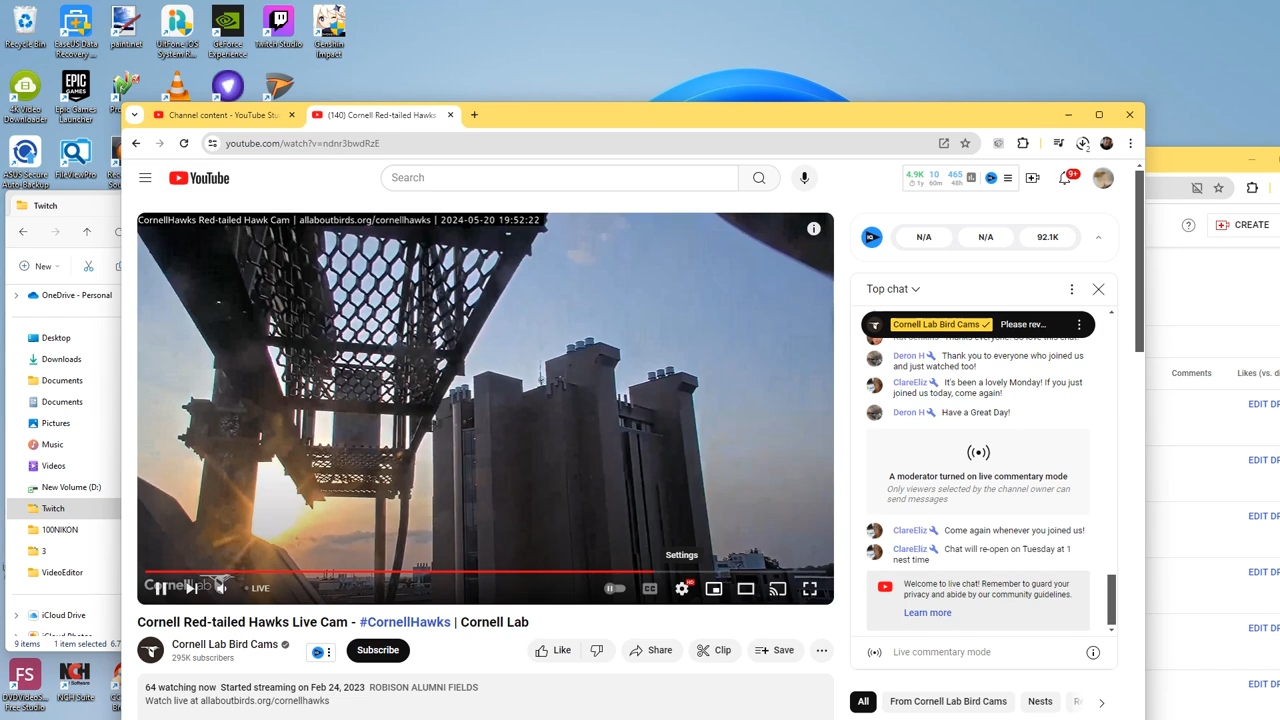 Recycle Bin
EaseUS Data
Recovery ...
paint.net
UltFone iOS
System R...
GeForce
Experience
Twitch Studio
Genshin
Impact
4K Video
Downloader
Epic Games
Launcher
ASUS Secure
Auto-Backup
FileViewPro
Channel content - YouTube Stu
(140) Cornell Red-tailed Hawks
youtube.com/watch?v=ndnr3bwdRzE
Twitch
New
OneDrive - Personal
Desktop
Downloads
Documents
Documents
Pictures
Music
Videos
New Volume (D:)
Twitch
100NIKON
3
VideoEditor
iCloud Drive
iCloud Photos
9 items
1 item selected
NCH Suite
DVDVideoS...
Free Studio
YouTube
Search
4.9K 10 465
1y 60m 48h
9+
CREATE
CornellHawks Red-tailed Hawk Cam | allaboutbirds.org/cornellhawks | 2024-05-20 19:52:22
N/A
N/A
92.1K
Top chat
Cornell Lab Bird Cams
Please rev...
Deron H Thank you to everyone who joined us
and just watched too!
ClareEliz It's been a lovely Monday! If you just
joined us today, come again!
Deron H Have a Great Day!
A moderator turned on live commentary mode
Only viewers selected by the channel owner can
send messages
ClareEliz Come again whenever you joined us!
ClareEliz Chat will re-open on Tuesday at 1
nest time
Welcome to live chat! Remember to guard your
privacy and abide by our community guidelines.
Learn more
Live commentary mode
Settings
CornellLab
LIVE
HD
Cornell Red-tailed Hawks Live Cam - #CornellHawks | Cornell Lab
Cornell Lab Bird Cams
295K subscribers
Subscribe
Like
Share
Clip
Save
64 watching now Started streaming on Feb 24, 2023 ROBISON ALUMNI FIELDS
Watch live at allaboutbirds.org/cornellhawks
All
From Cornell Lab Bird Cams
Nests
Comments
Likes (vs. d
EDIT DR
EDIT DR
EDIT DR
EDIT DR
EDIT DR
EDIT DR